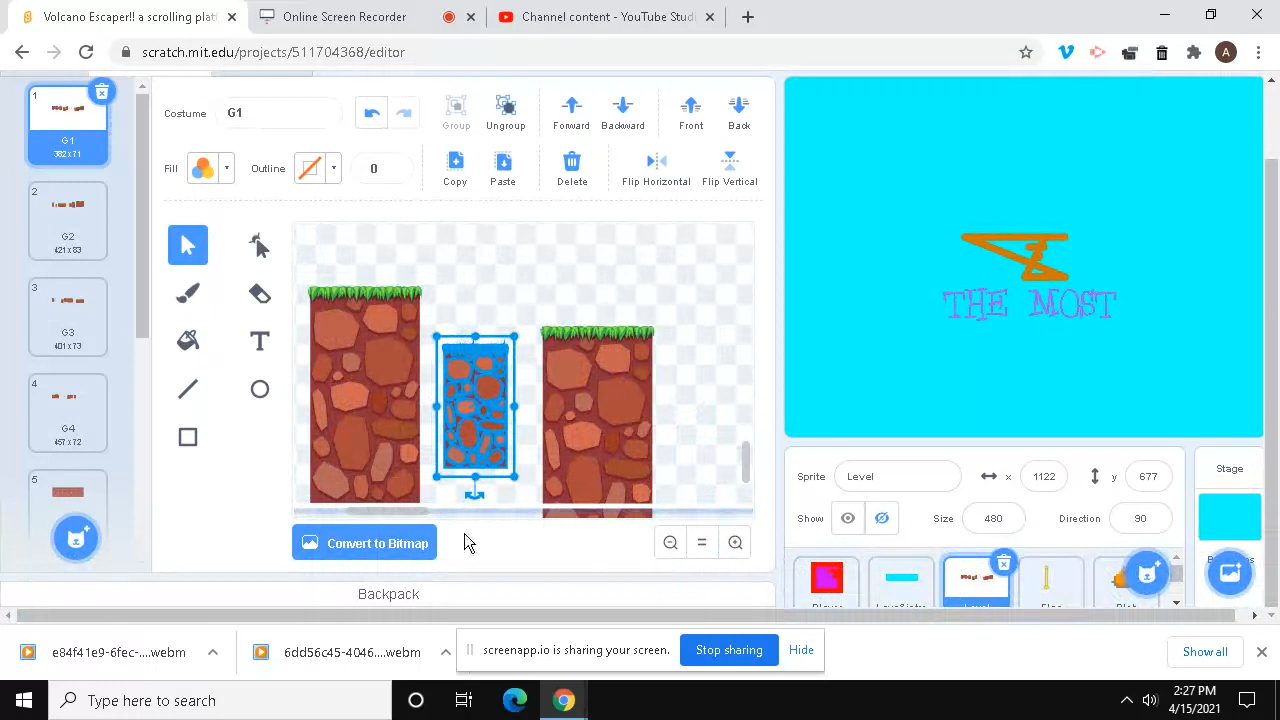 Volcano Escaper!! a scrolling plat
Online Screen Recorder
Channel content - YouTube Studi
scratch.mit.edu/projects/511704368/editor
A
1
G1
382x71
2
G2
421x83
3
G3
401x73
4
G4
457x72
5
Costume
G1
Group
Ungroup
Forward
Backward
Front
Back
Fill
Outline
0
Copy
Paste
Delete
Flip Horizontal
Flip Vertical
T
Convert to Bitmap
Backpack
THE MOST
Sprite
Level
x
1122
y
677
Show
Size
480
Direction
90
Stage
Player
e84f41e9-6fec-....webm
6dd56c45-4046....webm
screenapp.io is sharing your screen.
Stop sharing
Hide
Show all
Type here to search
2:27 PM
4/15/2021